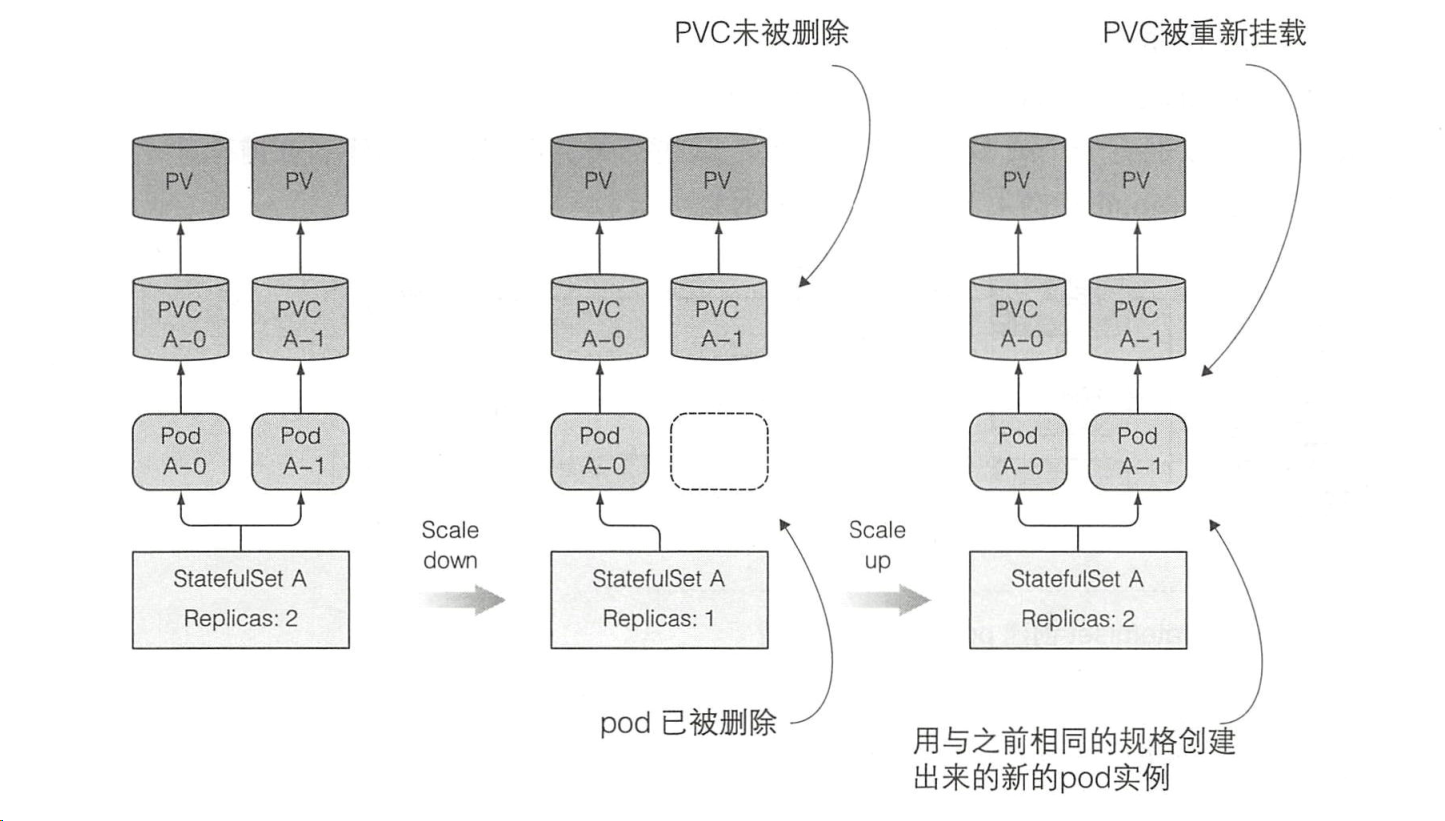 PVC未被删除
PVC被重新挂载
PV
PV
PV
PV
PV
PV
PVC
A-0
PVC
A-1
PVC
A-0
PVC
A-1
PVC
A-0
PVC
A-1
Pod
A-0
Pod
A-1
Pod
A-0
Pod
A-0
Pod
A-1
Scale
down
Scale
up
StatefulSet A
Replicas: 2
StatefulSet A
Replicas: 1
StatefulSet A
Replicas: 2
pod 已被删除
用与之前相同的规格创建
出来的新的pod实例